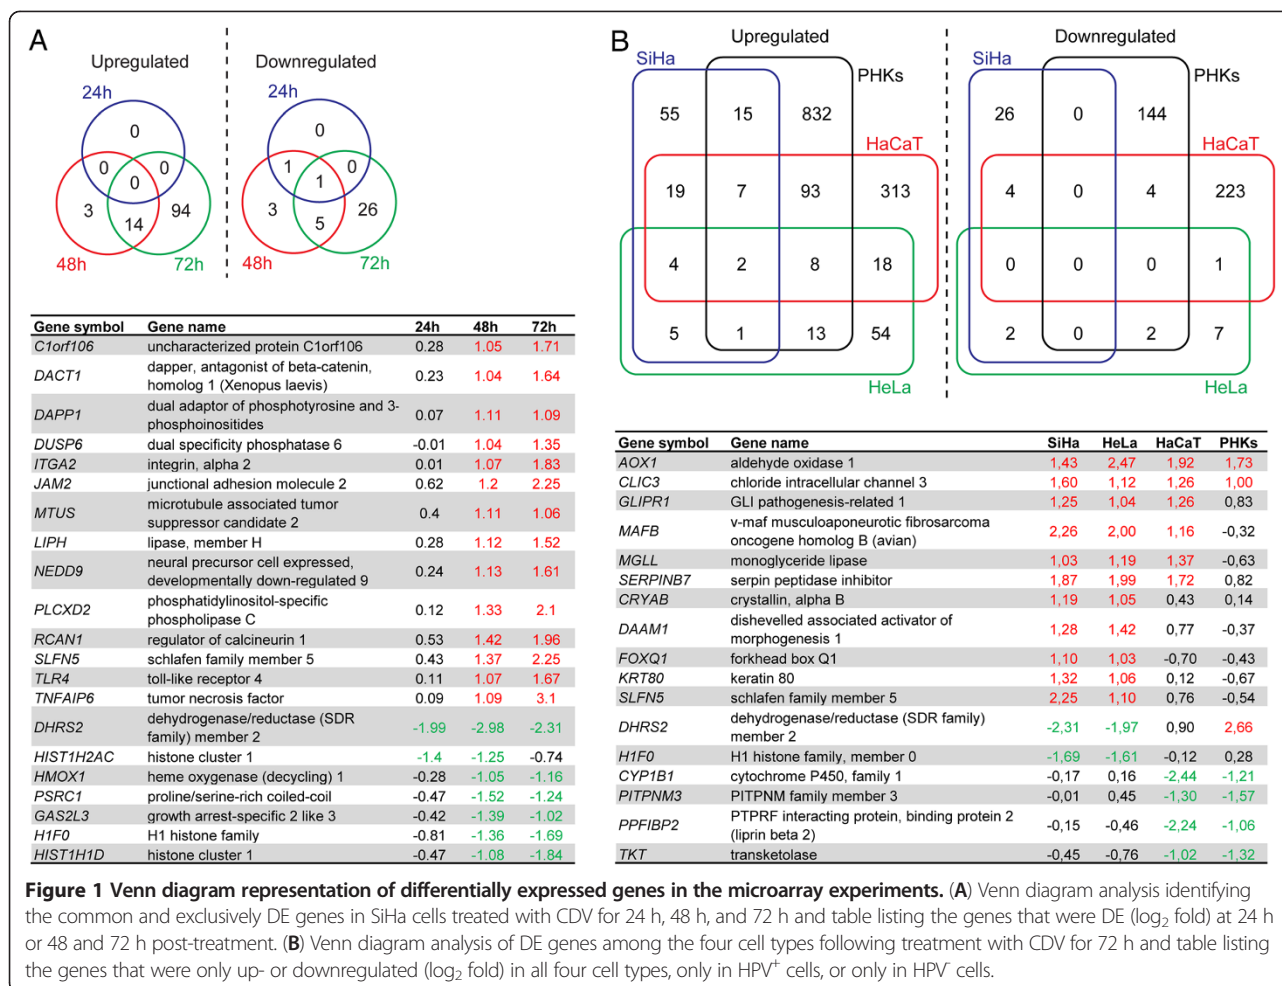 A
Upregulated
Downregulated
24h
24h
0
0
0
0
0
1
1
0
3
14
94
3
5
26
48h
72h
48h
72h
Gene symbol Gene name 24h 48h 72h
C1orf106 uncharacterized protein C1orf106 0.28 1.05 1.71
DACT1 dapper, antagonist of beta-catenin, homolog 1 (Xenopus laevis) 0.23 1.04 1.64
DAPP1 dual adaptor of phosphotyrosine and 3-phosphoinositides 0.07 1.11 1.09
DUSP6 dual specificity phosphatase 6 -0.01 1.04 1.35
ITGA2 integrin, alpha 2 0.01 1.07 1.83
JAM2 junctional adhesion molecule 2 0.62 1.2 2.25
MTUS microtubule associated tumor suppressor candidate 2 0.4 1.11 1.06
LIPH lipase, member H 0.28 1.12 1.52
NEDD9 neural precursor cell expressed, developmentally down-regulated 9 0.24 1.13 1.61
PLCXD2 phosphatidylinositol-specific phospholipase C 0.12 1.33 2.1
RCAN1 regulator of calcineurin 1 0.53 1.42 1.96
SLFN5 schlafen family member 5 0.43 1.37 2.25
TLR4 toll-like receptor 4 0.11 1.07 1.67
TNFAIP6 tumor necrosis factor 0.09 1.09 3.1
DHRS2 dehydrogenase/reductase (SDR family) member 2 -1.99 -2.98 -2.31
HIST1H2AC histone cluster 1 -1.4 -1.25 -0.74
HMOX1 heme oxygenase (decycling) 1 -0.28 -1.05 -1.16
PSRC1 proline/serine-rich coiled-coil -0.47 -1.52 -1.24
GAS2L3 growth arrest-specific 2 like 3 -0.42 -1.39 -1.02
H1F0 H1 histone family -0.81 -1.36 -1.69
HIST1H1D histone cluster 1 -0.47 -1.08 -1.84
B
Upregulated
Downregulated
SiHa
PHKs
SiHa
PHKs
55 15 832
26 0 144
HaCaT
HaCaT
19 7 93 313
4 0 4 223
4 2 8 18
0 0 0 1
5 1 13 54
2 0 2 7
HeLa
HeLa
Gene symbol Gene name SiHa HeLa HaCaT PHKs
AOX1 aldehyde oxidase 1 1,43 2,47 1,92 1,73
CLIC3 chloride intracellular channel 3 1,60 1,12 1,26 1,00
GLIPR1 GLI pathogenesis-related 1 1,25 1,04 1,26 0,83
MAFB v-maf musculoaponeurotic fibrosarcoma oncogene homolog B (avian) 2,26 2,00 1,16 -0,32
MGLL monoglyceride lipase 1,03 1,19 1,37 -0,63
SERPINB7 serpin peptidase inhibitor 1,87 1,99 1,72 0,82
CRYAB crystallin, alpha B 1,19 1,05 0,43 0,14
DAAM1 dishevelled associated activator of morphogenesis 1 1,28 1,42 0,77 -0,37
FOXQ1 forkhead box Q1 1,10 1,03 -0,70 -0,43
KRT80 keratin 80 1,32 1,06 0,12 -0,67
SLFN5 schlafen family member 5 2,25 1,10 0,76 -0,54
DHRS2 dehydrogenase/reductase (SDR family) member 2 -2,31 -1,97 0,90 2,66
H1F0 H1 histone family, member 0 -1,69 -1,61 -0,12 0,28
CYP1B1 cytochrome P450, family 1 -0,17 0,16 -2,44 -1,21
PITPNM3 PITPNM family member 3 -0,01 0,45 -1,30 -1,57
PPFIBP2 PTPRF interacting protein, binding protein 2 (liprin beta 2) -0,15 -0,46 -2,24 -1,06
TKT transketolase -0,45 -0,76 -1,02 -1,32
Figure 1 Venn diagram representation of differentially expressed genes in the microarray experiments. (A) Venn diagram analysis identifying
the common and exclusively DE genes in SiHa cells treated with CDV for 24 h, 48 h, and 72 h and table listing the genes that were DE (log₂ fold) at 24 h
or 48 and 72 h post-treatment. (B) Venn diagram analysis of DE genes among the four cell types following treatment with CDV for 72 h and table listing
the genes that were only up- or downregulated (log₂ fold) in all four cell types, only in HPV⁺ cells, or only in HPV⁻ cells.